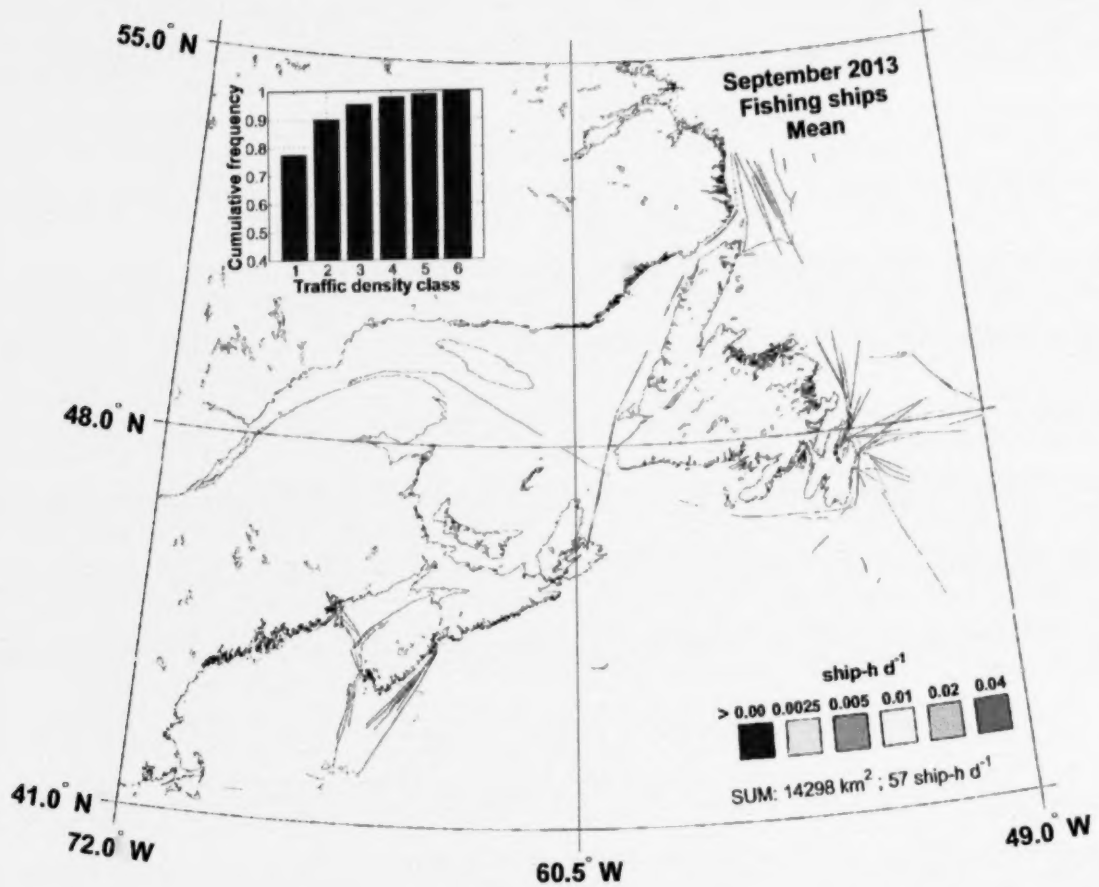 55.0° N
September 2013
Fishing ships
Mean
Cumulative frequency
1
0.9
0.8
0.7
0.6
0.5
0.4
1 2 3 4 5 6
Traffic density class
48.0° N
ship-h d-1
> 0.00 0.0025 0.005 0.01 0.02 0.04
SUM: 14298 km2 ; 57 ship-h d-1
41.0° N
72.0° W
60.5° W
49.0° W